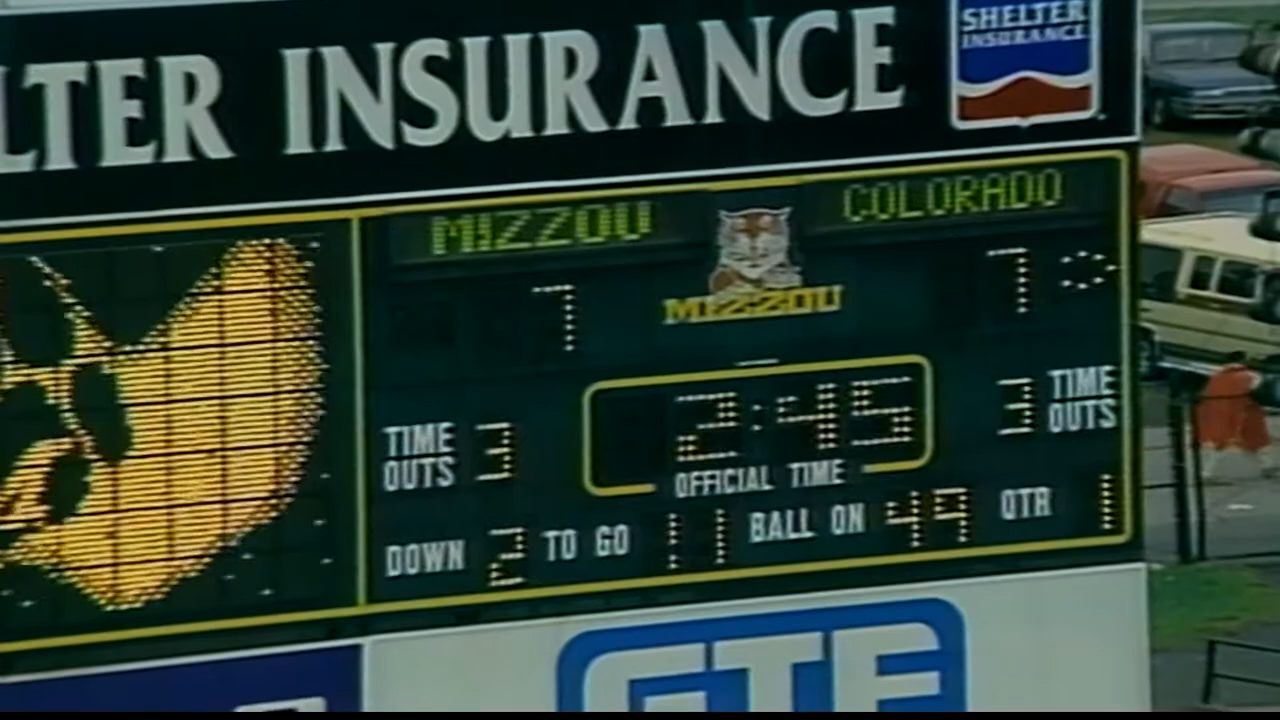 LTER INSURANCE
SHELTER
INSURANCE
MIZZOU COLORADO
7 MIZZOU 7
2:45
TIME
OUTS 3
3 TIME
OUTS
OFFICIAL TIME
DOWN 2 TO GO 11 BALL ON 49 QTR 1
GTE